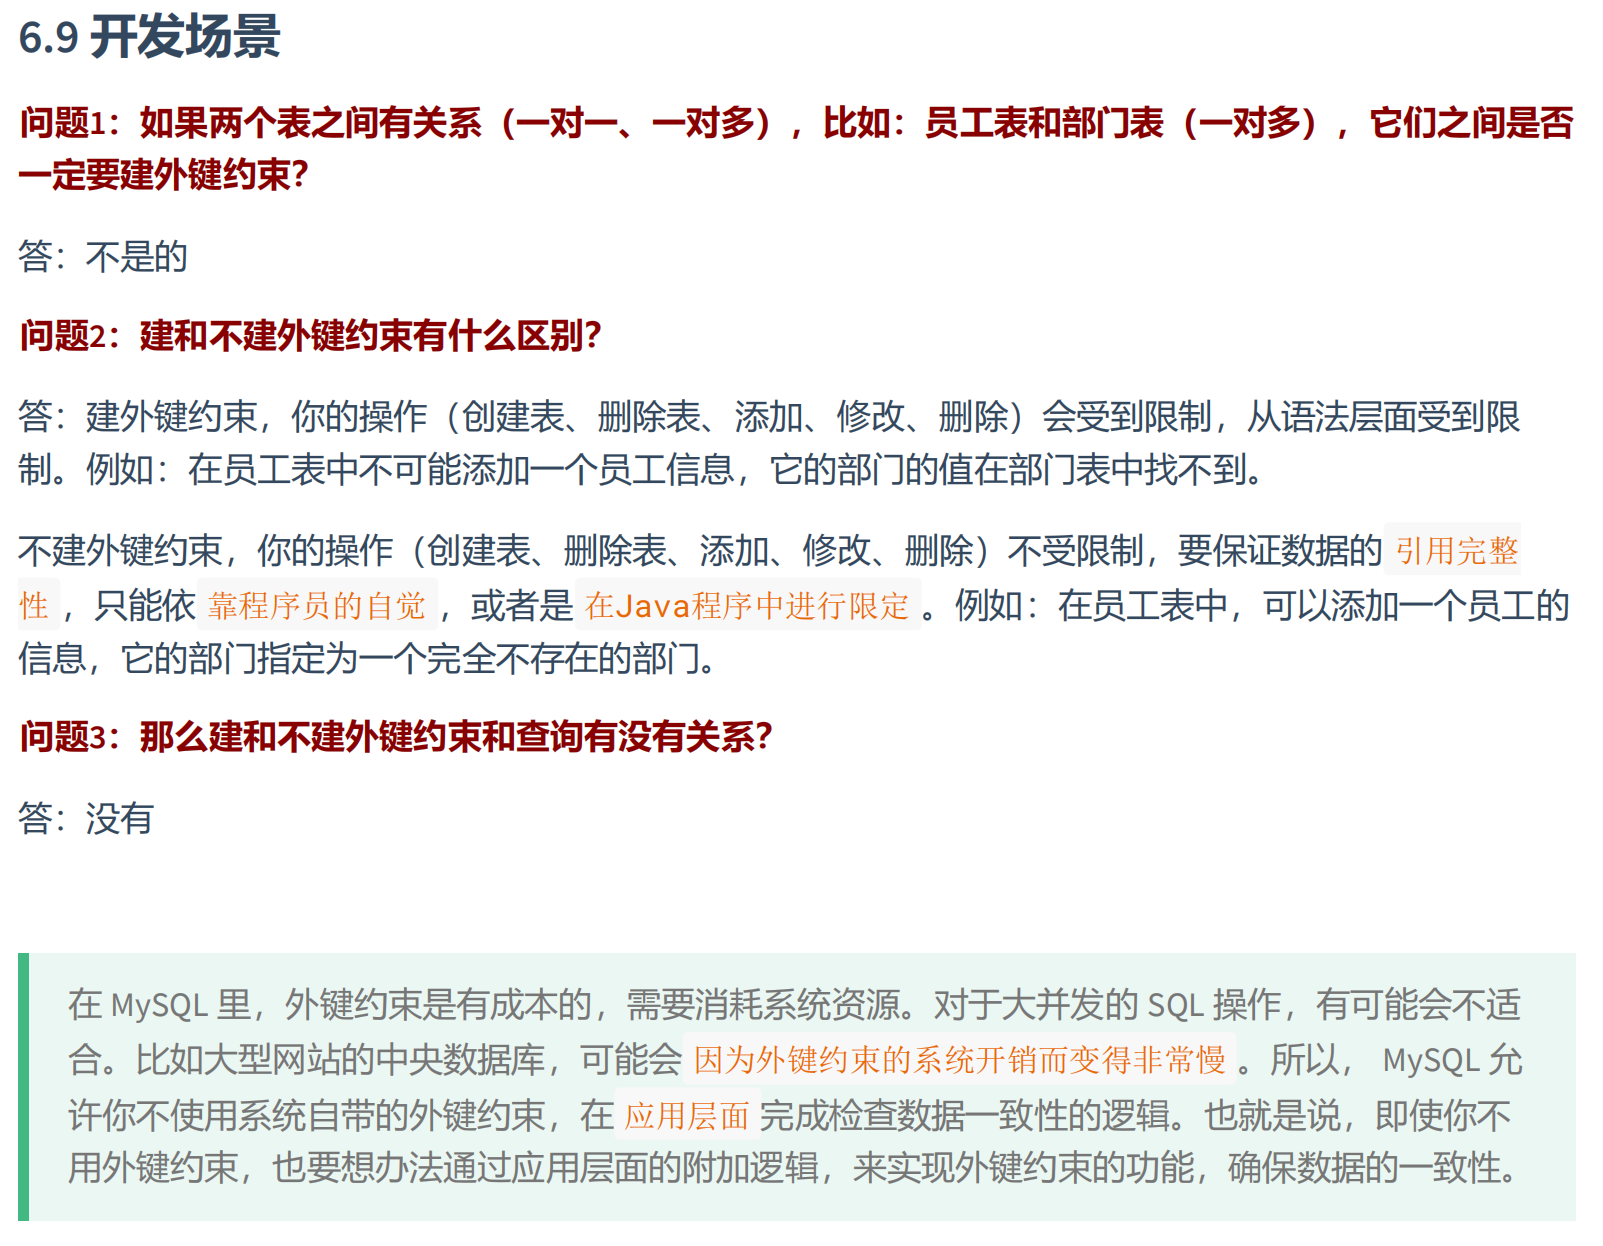 6.9 开发场景
问题1：如果两个表之间有关系（一对一、一对多），比如：员工表和部门表（一对多），它们之间是否
一定要建外键约束？
答：不是的
问题2：建和不建外键约束有什么区别？
答：建外键约束，你的操作（创建表、删除表、添加、修改、删除）会受到限制，从语法层面受到限
制。例如：在员工表中不可能添加一个员工信息，它的部门的值在部门表中找不到。
不建外键约束，你的操作（创建表、删除表、添加、修改、删除）不受限制，要保证数据的 引用完整
性 ，只能依 靠程序员的自觉 ，或者是 在Java程序中进行限定 。例如：在员工表中，可以添加一个员工的
信息，它的部门指定为一个完全不存在的部门。
问题3：那么建和不建外键约束和查询有没有关系？
答：没有
在 MySQL 里，外键约束是有成本的，需要消耗系统资源。对于大并发的 SQL 操作，有可能会不适
合。比如大型网站的中央数据库，可能会 因为外键约束的系统开销而变得非常慢 。所以， MySQL 允
许你不使用系统自带的外键约束，在 应用层面 完成检查数据一致性的逻辑。也就是说，即使你不
用外键约束，也要想办法通过应用层面的附加逻辑，来实现外键约束的功能，确保数据的一致性。